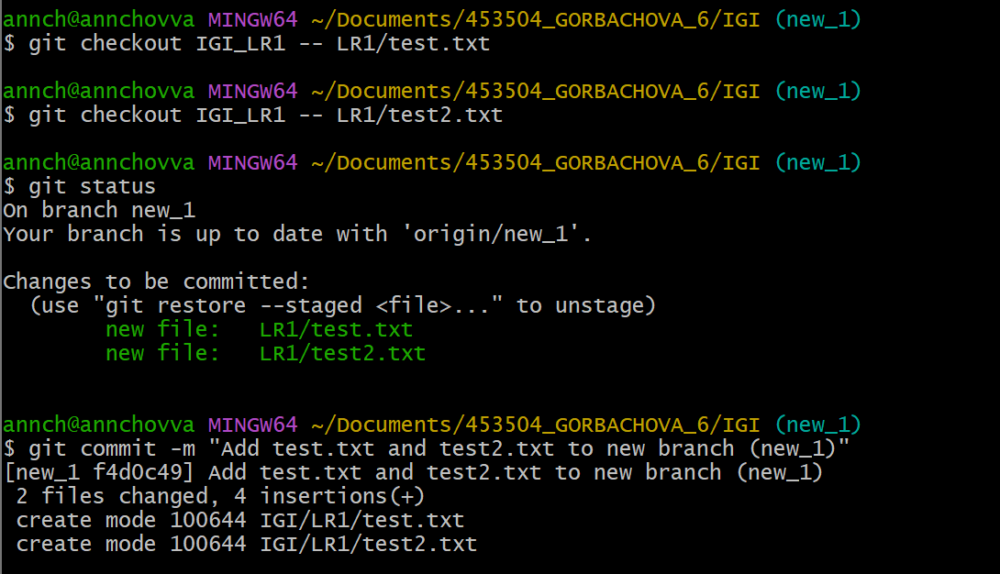 annch@annchovva MINGW64 ~/Documents/453504_GORBACHOVA_6/IGI (new_1)
$ git checkout IGI_LR1 -- LR1/test.txt
annch@annchovva MINGW64 ~/Documents/453504_GORBACHOVA_6/IGI (new_1)
$ git checkout IGI_LR1 -- LR1/test2.txt
annch@annchovva MINGW64 ~/Documents/453504_GORBACHOVA_6/IGI (new_1)
$ git status
On branch new_1
Your branch is up to date with 'origin/new_1'.
Changes to be committed:
  (use "git restore --staged <file>..." to unstage)
        new file:   LR1/test.txt
        new file:   LR1/test2.txt
annch@annchovva MINGW64 ~/Documents/453504_GORBACHOVA_6/IGI (new_1)
$ git commit -m "Add test.txt and test2.txt to new branch (new_1)"
[new_1 f4d0c49] Add test.txt and test2.txt to new branch (new_1)
 2 files changed, 4 insertions(+)
 create mode 100644 IGI/LR1/test.txt
 create mode 100644 IGI/LR1/test2.txt